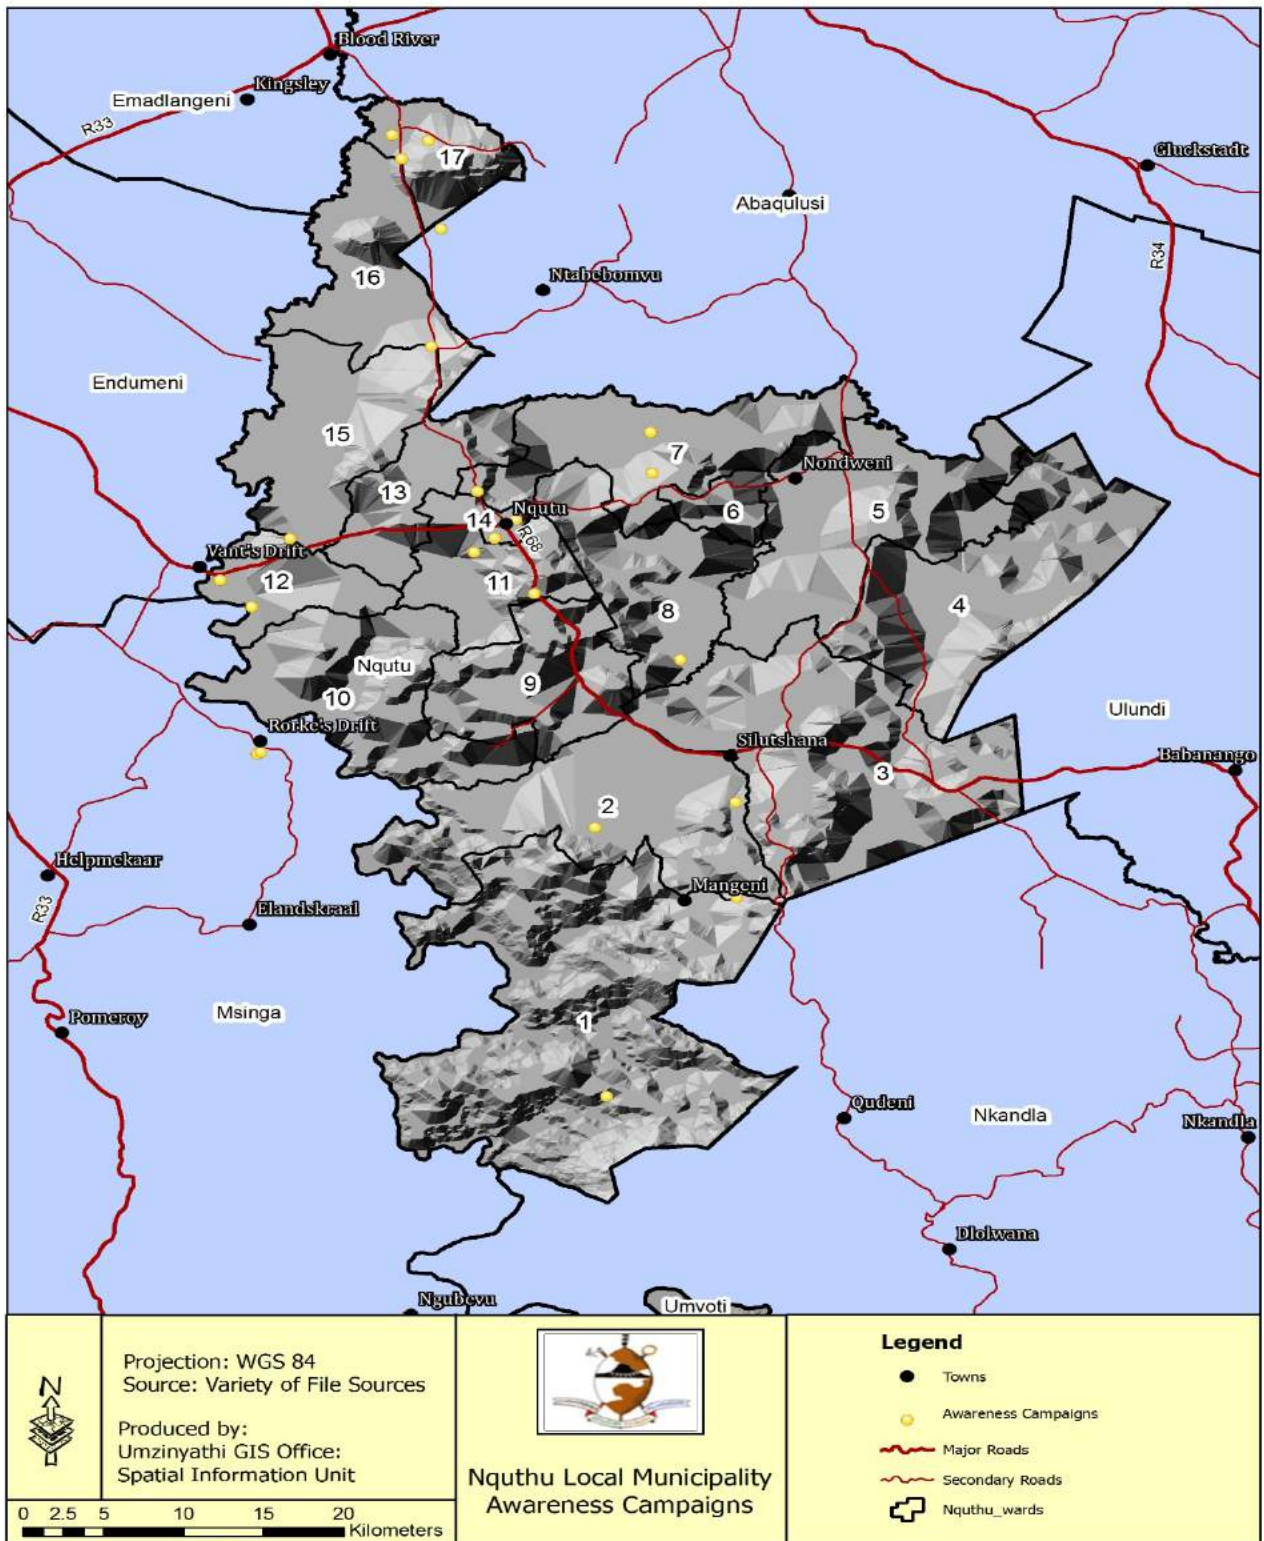 Blood River
Kingsley
Emadlangeni
R33
17
Gluckstadt
Abaqulusi
R34
16
Ntabebomvu
Endumeni
15
7
Nondweni
13
6
5
14
Nqutu
R68
Vant's Drift
12
11
8
4
Nqutu
9
10
Ulundi
Rorke's Drift
Silutshana
Babanango
3
2
Helpmekaar
Mangeni
R33
Elandskraal
Msinga
1
Pomeroy
Qudeni
Nkandla
Nkandla
Dlolwana
Ngubevu
Umvoti
N
Projection: WGS 84
Source: Variety of File Sources
Produced by:
Umzinyathi GIS Office:
Spatial Information Unit
0 2.5 5 10 15 20
Kilometers
Nquthu Local Municipality
Awareness Campaigns
Legend
Towns
Awareness Campaigns
Major Roads
Secondary Roads
Nquthu_wards